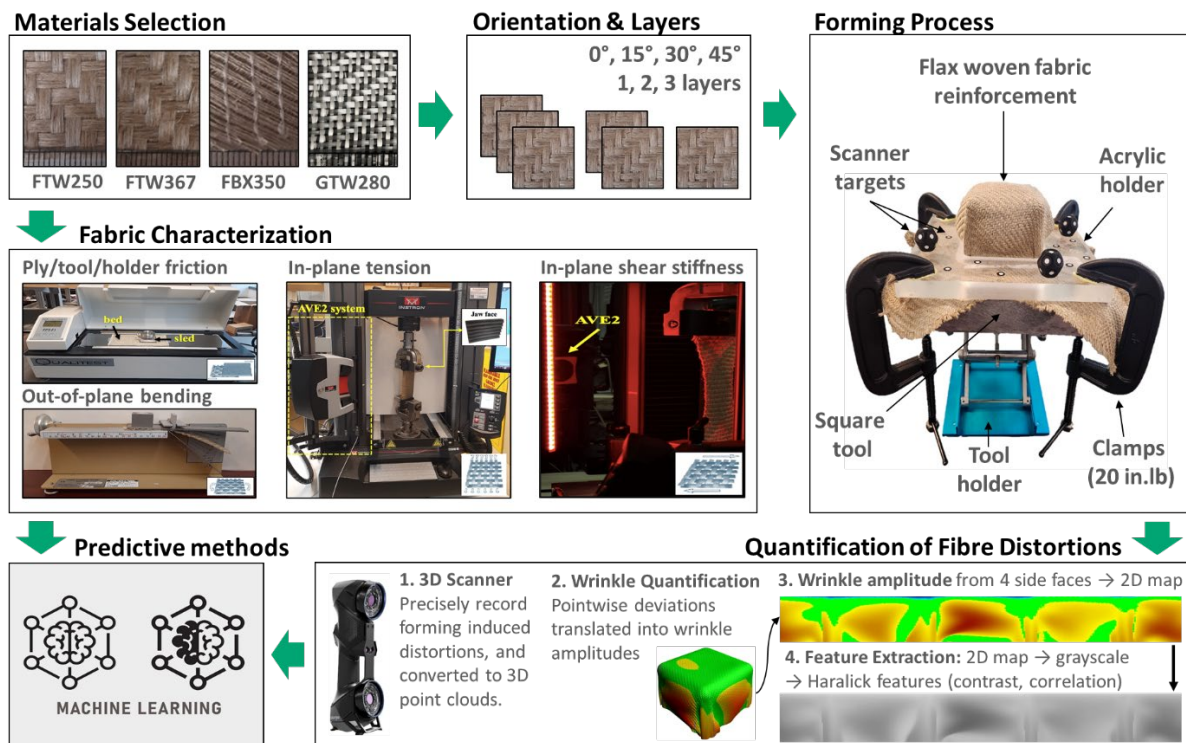 Materials Selection
FTW250
FTW367
FBX350
GTW280
Orientation & Layers
0°, 15°, 30°, 45°
1, 2, 3 layers
Forming Process
Flax woven fabric
reinforcement
Scanner
targets
Acrylic
holder
Square
tool
Tool
holder
Clamps
(20 in.lb)
Fabric Characterization
Ply/tool/holder friction
bed
sled
QUALITEST
Out-of-plane bending
In-plane tension
AVE2 system
INSTRON
Jaw face
In-plane shear stiffness
AVE2
Predictive methods
MACHINE LEARNING
Quantification of Fibre Distortions
1. 3D Scanner
Precisely record
forming induced
distortions, and
converted to 3D
point clouds.
2. Wrinkle Quantification
Pointwise deviations
translated into wrinkle
amplitudes
3. Wrinkle amplitude from 4 side faces → 2D map
4. Feature Extraction: 2D map → grayscale
→ Haralick features (contrast, correlation)